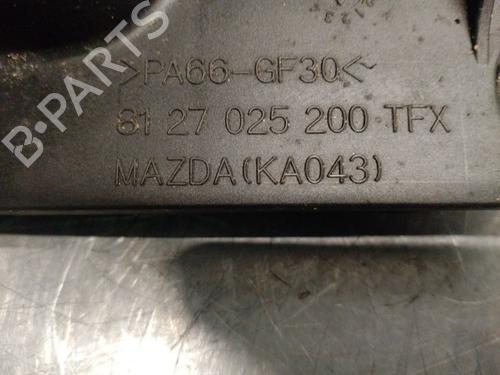 >PA66-GF30<
81 27 025 200 TFX
MAZDA(KA043)
B-PARTS